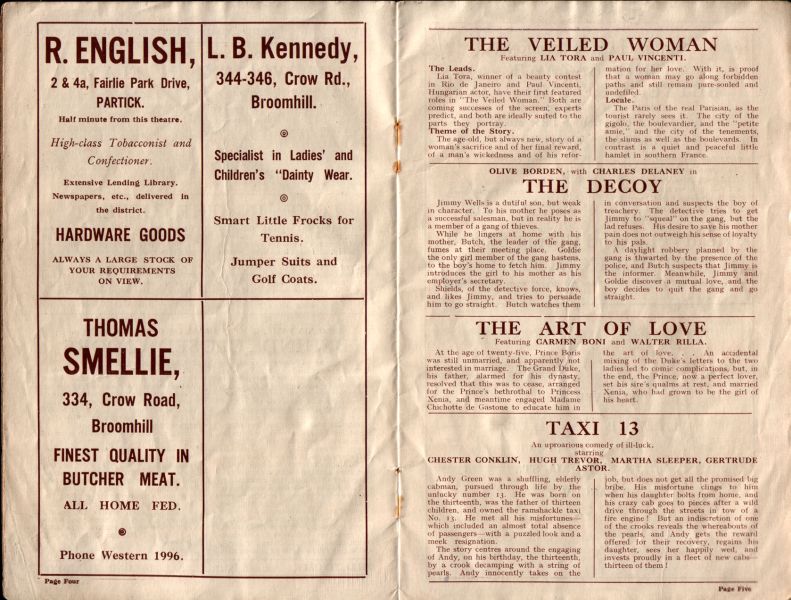 R. ENGLISH,
2 & 4a, Fairlie Park Drive,
PARTICK.
Half minute from this theatre.
High-class Tobacconist and
Confectioner.
Extensive Lending Library.
Newspapers, etc., delivered in
the district.
HARDWARE GOODS
ALWAYS A LARGE STOCK OF
YOUR REQUIREMENTS
ON VIEW.
L. B. Kennedy,
344-346, Crow Rd.,
Broomhill.
Specialist in Ladies' and
Children's "Dainty Wear.
Smart Little Frocks for
Tennis.
Jumper Suits and
Golf Coats.
THOMAS
SMELLIE,
334, Crow Road,
Broomhill
FINEST QUALITY IN
BUTCHER MEAT.
ALL HOME FED.
Phone Western 1996.
Page Four
THE VEILED WOMAN
Featuring LIA TORA and PAUL VINCENTI.
The Leads.
Lia Tora, winner of a beauty contest
in Rio de Janeiro and Paul Vincenti,
Hungarian actor, have their first featured
roles in "The Veiled Woman." Both are
coming successes of the screen, experts
predict, and both are ideally suited to the
parts they portray.
Theme of the Story.
The age-old, but always new, story of a
woman's sacrifice and of her final reward,
of a man's wickedness and of his refor-
mation for her love. With it, is proof
that a woman may go along forbidden
paths and still remain pure-souled and
undefiled.
Locale.
The Paris of the real Parisian, as the
tourist rarely sees it. The city of the
gigolo, the boulevardier, and the "petite
amie," and the city of the tenements,
the slums as well as the boulevards. In
contrast is a quiet and peaceful little
hamlet in southern France.
OLIVE BORDEN, with CHARLES DELANEY in
THE DECOY
Jimmy Wells is a dutiful son, but weak
in character. To his mother he poses as
a successful salesman, but in reality he is
a member of a gang of thieves.
While he lingers at home with his
mother, Butch, the leader of the gang,
fumes at their meeting place. Goldie
the only girl member of the gang hastens,
to the boy's home to fetch him. Jimmy
introduces the girl to his mother as his
employer's secretary.
Shields, of the detective force, knows,
and likes Jimmy, and tries to persuade
him to go straight. Butch watches them
in conversation and suspects the boy of
treachery. The detective tries to get
Jimmy to "squeal" on the gang, but the
lad refuses. His desire to save his mother
pain does not outweigh his sense of loyalty
to his pals.
A daylight robbery planned by the
gang is thwarted by the presence of the
police, and Butch suspects that Jimmy is
the informer. Meanwhile, Jimmy and
Goldie discover a mutual love, and the
boy decides to quit the gang and go
straight.
THE ART OF LOVE
Featuring CARMEN BONI and WALTER RILLA.
At the age of twenty-five, Prince Boris
was still unmarried, and apparently not
interested in marriage. The Grand Duke,
his father, alarmed for his dynasty,
resolved that this was to cease, arranged
for the Prince's bethrothal to Princess
Xenia, and meantime engaged Madame
Chichotte de Gastone to educate him in
the art of love. . . An accidental
mixing of the Duke's letters to the two
ladies led to comic complications, but, in
the end, the Prince, now a perfect lover,
set his sire's qualms at rest, and married
Xenia, who had grown to be the girl of
his heart.
TAXI 13
An uproarious comedy of ill-luck.
starring
CHESTER CONKLIN, HUGH TREVOR, MARTHA SLEEPER, GERTRUDE
ASTOR.
Andy Green was a shuffling, elderly
cabman, pursued through life by the
unlucky number 13. He was born on
the thirteenth, was the father of thirteen
children, and owned the ramshackle taxi
No. 13. He met all his misfortunes—
which included an almost total absence
of passengers—with a puzzled look and a
meek resignation.
The story centres around the engaging
of Andy, on his birthday, the thirteenth,
by a crook decamping with a string of
pearls. Andy innocently takes on the
job, but does not get all the promised big
bribe. His misfortune clings to him
when his daughter bolts from home, and
his crazy cab goes to pieces after a wild
drive through the streets in tow of a
fire engine! But an indiscretion of one
of the crooks reveals the whereabouts of
the pearls, and Andy gets the reward
offered for their recovery, regains his
daughter, sees her happily wed, and
invests proudly in a fleet of new cabs—
thirteen of them!
Page Five